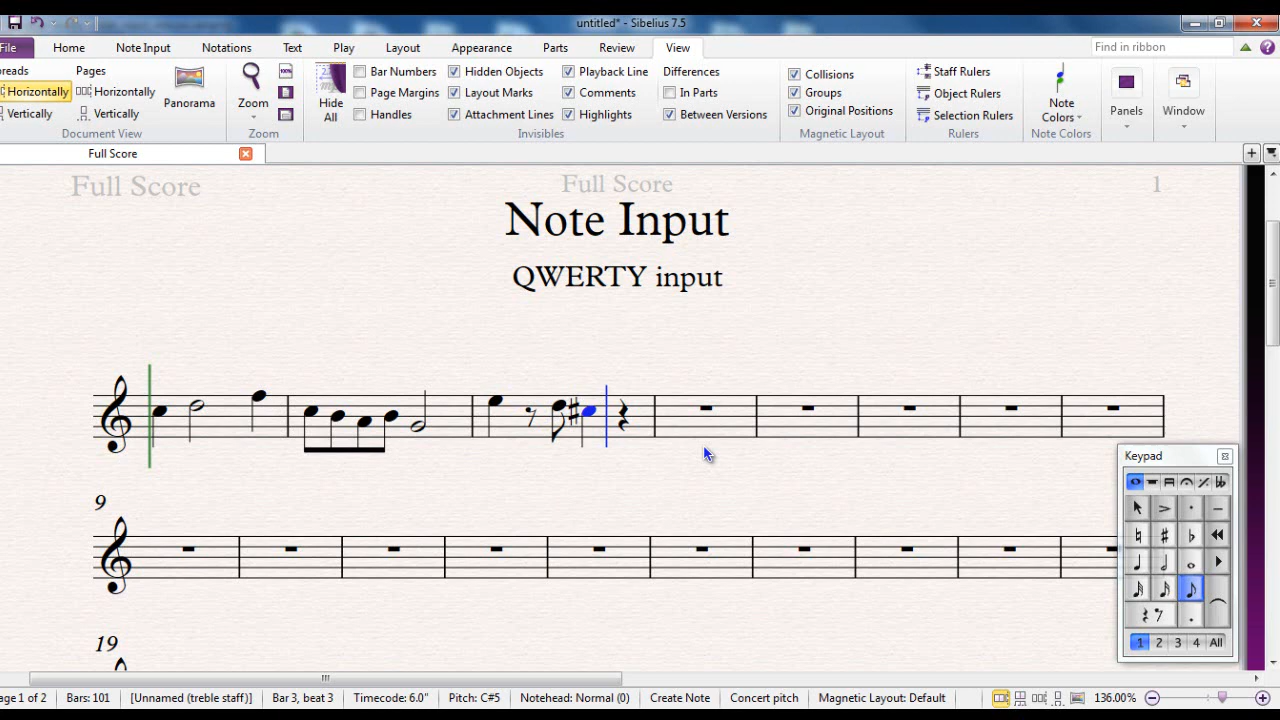 untitled* - Sibelius 7.5
File Home Note Input Notations Text Play Layout Appearance Parts Review View Find in ribbon
reads Pages Bar Numbers Hidden Objects Playback Line Differences Collisions Staff Rulers
Horizontally Horizontally Panorama Zoom Hide All Page Margins Layout Marks Comments In Parts Groups Object Rulers Note Colors Panels Window
Vertically Vertically Handles Attachment Lines Highlights Between Versions Original Positions Selection Rulers
Document View Zoom Invisibles Magnetic Layout Rulers Note Colors
Full Score
Full Score Full Score 1
Note Input
QWERTY input
Keypad
9
19
1 2 3 4 All
age 1 of 2 Bars: 101 [Unnamed (treble staff)] Bar 3, beat 3 Timecode: 6.0" Pitch: C#5 Notehead: Normal (0) Create Note Concert pitch Magnetic Layout: Default 136.00%